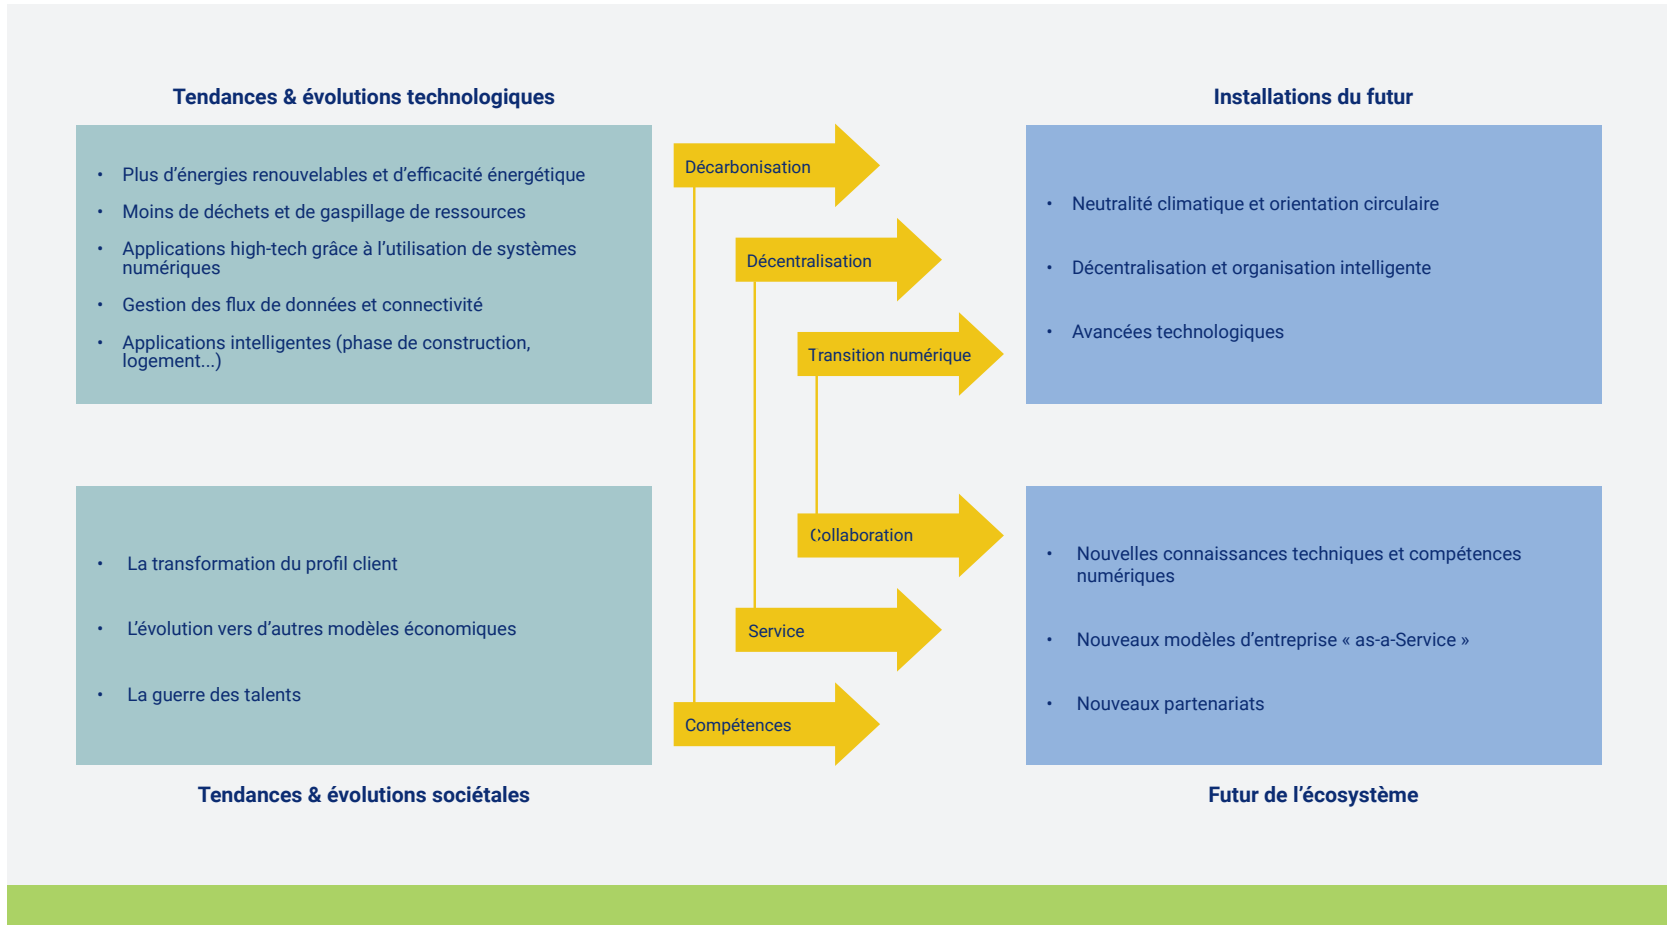 Tendances & évolutions technologiques
• Plus d’énergies renouvelables et d’efficacité énergétique
• Moins de déchets et de gaspillage de ressources
• Applications high-tech grâce à l’utilisation de systèmes
numériques
• Gestion des flux de données et connectivité
• Applications intelligentes (phase de construction,
logement...)
Décarbonisation
Décentralisation
Transition numérique
Installations du futur
• Neutralité climatique et orientation circulaire
• Décentralisation et organisation intelligente
• Avancées technologiques
• La transformation du profil client
• L’évolution vers d’autres modèles économiques
• La guerre des talents
Tendances & évolutions sociétales
Collaboration
Service
Compétences
• Nouvelles connaissances techniques et compétences
numériques
• Nouveaux modèles d’entreprise « as-a-Service »
• Nouveaux partenariats
Futur de l’écosystème